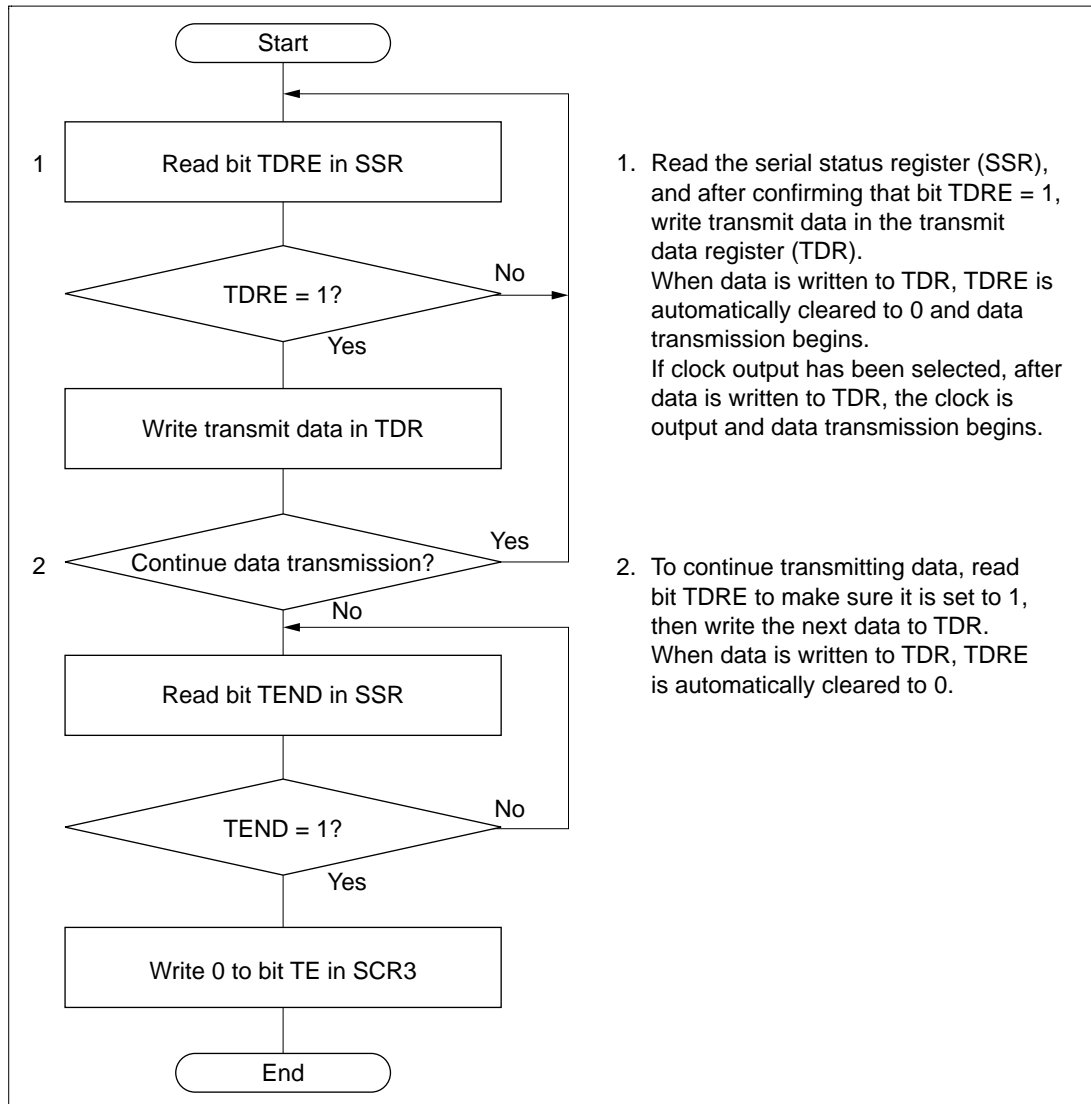 Start
1
Read bit TDRE in SSR
TDRE = 1?
No
Yes
Write transmit data in TDR
2
Continue data transmission?
Yes
No
Read bit TEND in SSR
TEND = 1?
No
Yes
Write 0 to bit TE in SCR3
End
1. Read the serial status register (SSR),
and after confirming that bit TDRE = 1,
write transmit data in the transmit
data register (TDR).
When data is written to TDR, TDRE is
automatically cleared to 0 and data
transmission begins.
If clock output has been selected, after
data is written to TDR, the clock is
output and data transmission begins.
2. To continue transmitting data, read
bit TDRE to make sure it is set to 1,
then write the next data to TDR.
When data is written to TDR, TDRE
is automatically cleared to 0.